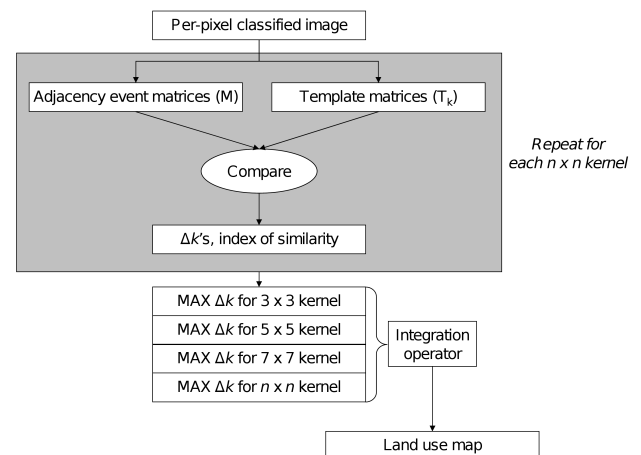 Per-pixel classified image
Adjacency event matrices (M)
Template matrices (Tₖ)
Repeat for
each n x n kernel
Compare
Δk's, index of similarity
MAX Δk for 3 x 3 kernel
MAX Δk for 5 x 5 kernel
MAX Δk for 7 x 7 kernel
MAX Δk for n x n kernel
Integration
operator
Land use map